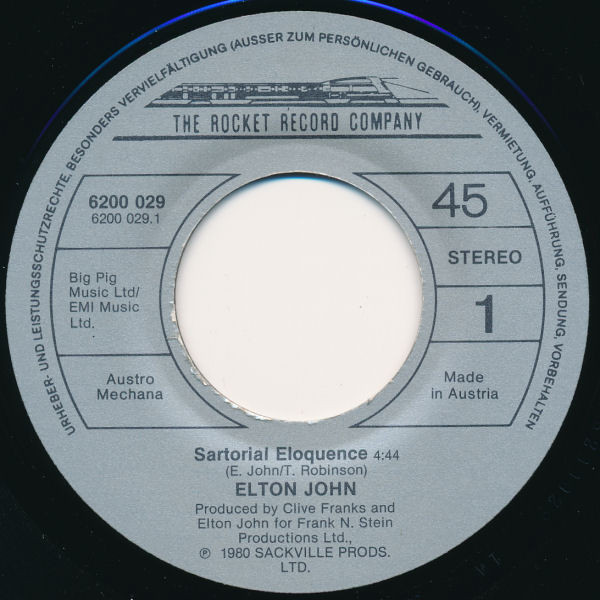 URHEBER- UND LEISTUNGSSCHUTZRECHTE, BESONDERS VERVIELFÄLTIGUNG (AUSSER ZUM PERSÖNLICHEN GEBRAUCH), VERMIETUNG, AUFFÜHRUNG, SENDUNG, VORBEHALTEN
THE ROCKET RECORD COMPANY
6200 029
6200 029.1
Big Pig
Music Ltd/
EMI Music
Ltd.
Austro
Mechana
45
STEREO
1
Made
in Austria
Sartorial Eloquence 4:44
(E. John/T. Robinson)
ELTON JOHN
Produced by Clive Franks and
Elton John for Frank N. Stein
Productions Ltd.,
℗ 1980 SACKVILLE PRODS.
LTD.